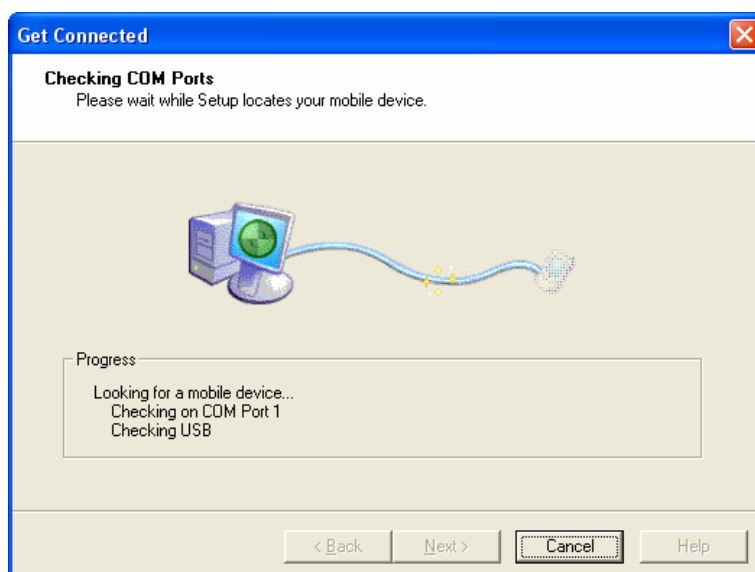 Get Connected
Checking COM Ports
Please wait while Setup locates your mobile device.
Progress
Looking for a mobile device...
Checking on COM Port 1
Checking USB
< Back Next > Cancel Help